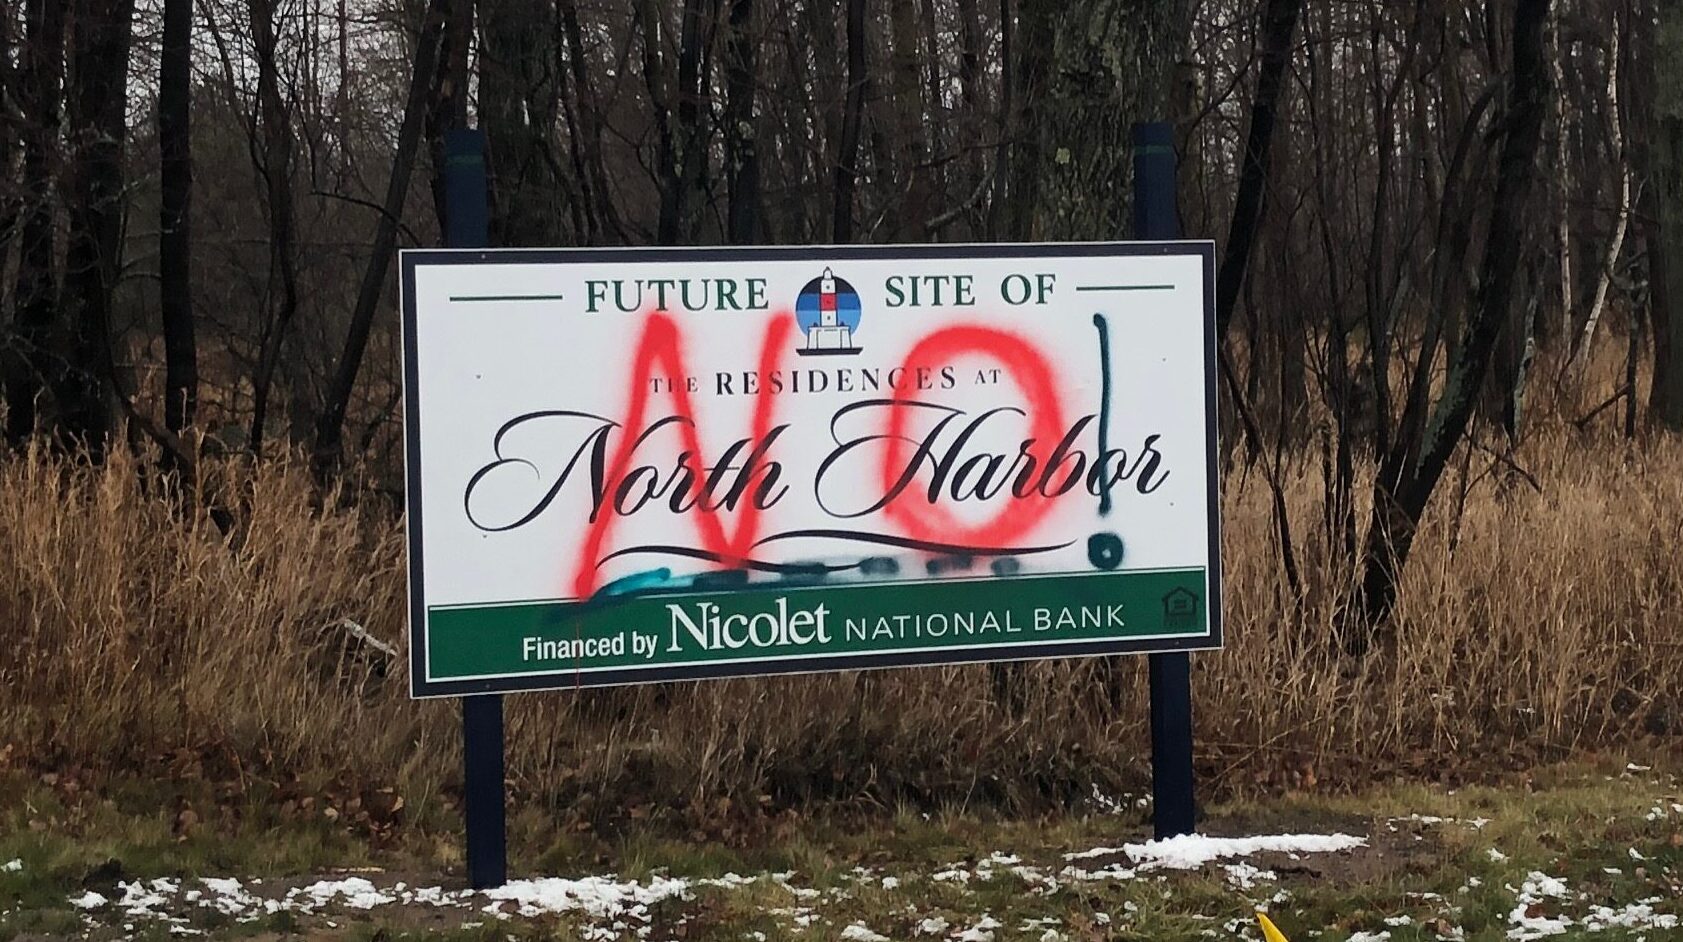 FUTURE SITE OF
THE RESIDENCES AT
North Harbor
NO!
Financed by Nicolet NATIONAL BANK